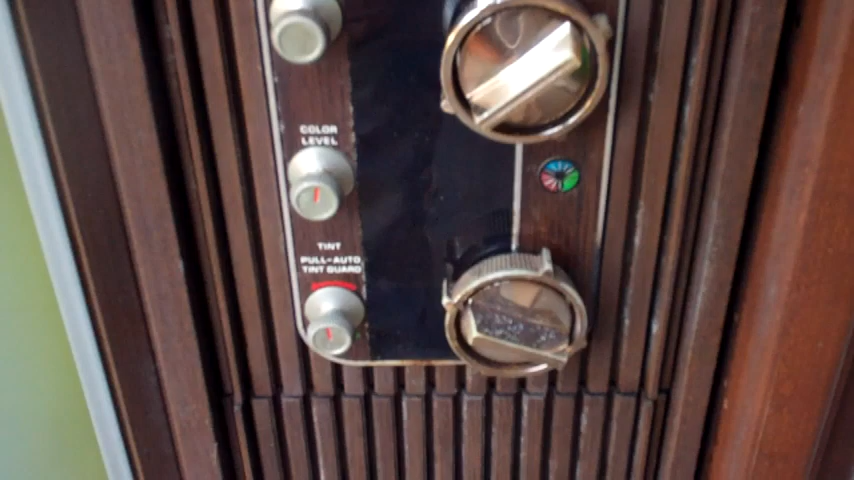 COLOR
LEVEL
TINT
PULL-AUTO
TINT GUARD